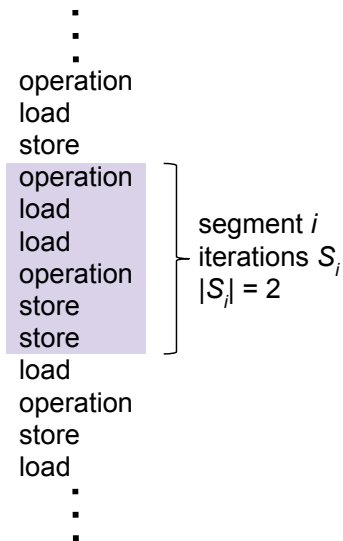 operation
load
store
operation
load
load
operation
store
store
load
operation
store
load
segment i
iterations S_i
|S_i| = 2